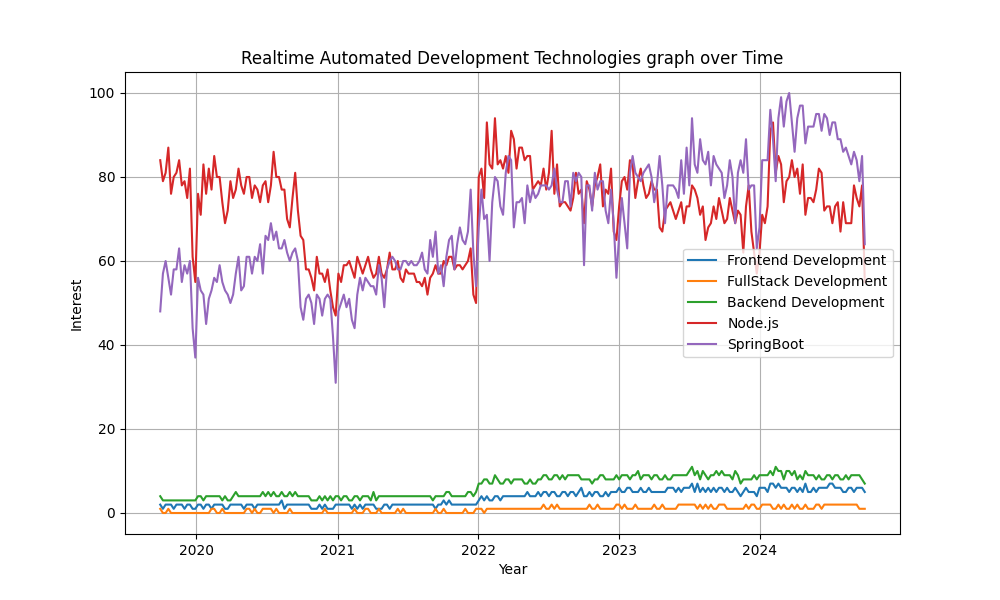 Realtime Automated Development Technologies graph over Time
100
80
60
40
20
0
Interest
Frontend Development
FullStack Development
Backend Development
Node.js
SpringBoot
2020 2021 2022 2023 2024
Year